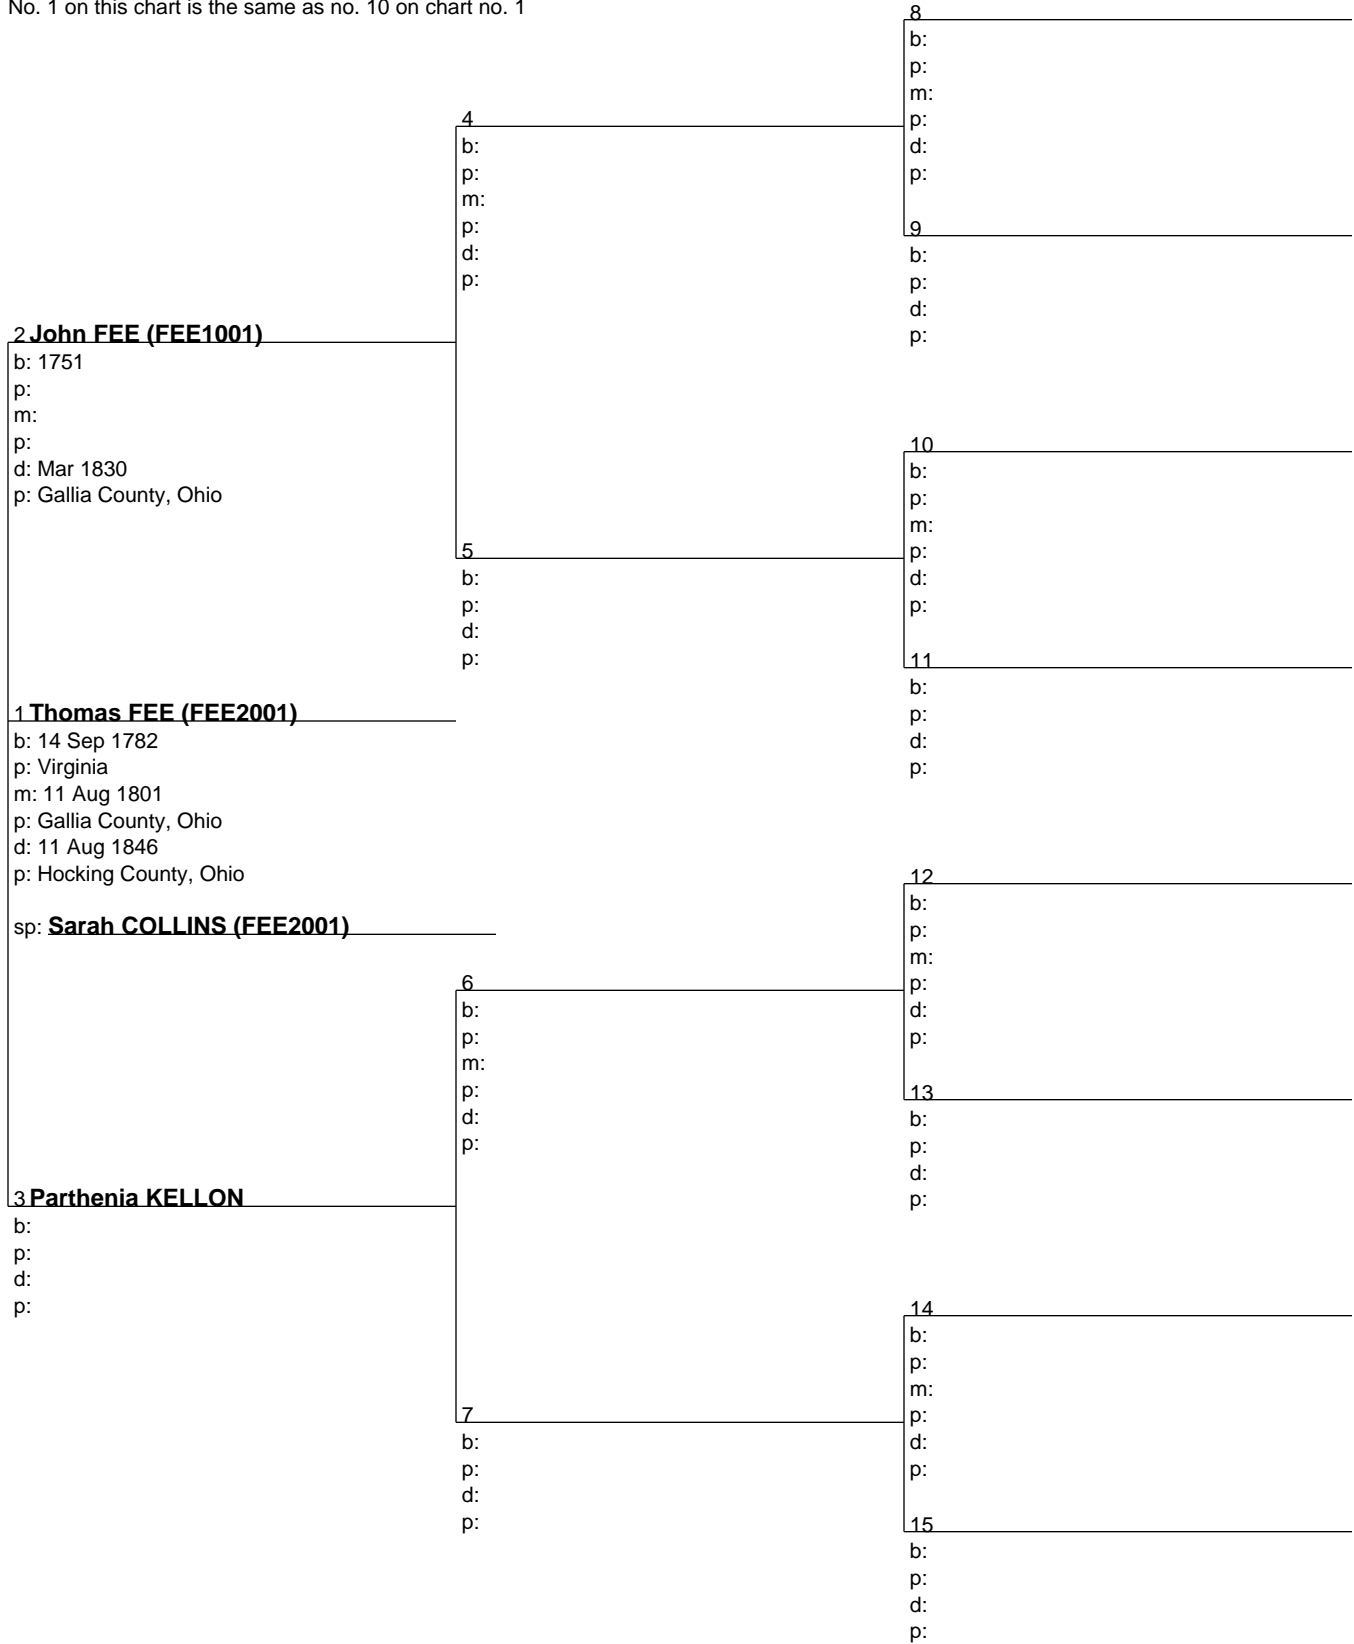 No. 1 on this chart is the same as no. 10 on chart no. 1
2 John FEE (FEE1001)
b: 1751
p:
m:
p:
d: Mar 1830
p: Gallia County, Ohio
1 Thomas FEE (FEE2001)
b: 14 Sep 1782
p: Virginia
m: 11 Aug 1801
p: Gallia County, Ohio
d: 11 Aug 1846
p: Hocking County, Ohio
sp: Sarah COLLINS (FEE2001)
3 Parthenia KELLON
b:
p:
d:
p:
4
b:
p:
m:
p:
d:
p:
5
b:
p:
d:
p:
6
b:
p:
m:
p:
d:
p:
7
b:
p:
d:
p:
8
b:
p:
m:
p:
d:
p:
9
b:
p:
d:
p:
10
b:
p:
m:
p:
d:
p:
11
b:
p:
d:
p:
12
b:
p:
m:
p:
d:
p:
13
b:
p:
d:
p:
14
b:
p:
m:
p:
d:
p:
15
b:
p:
d:
p: